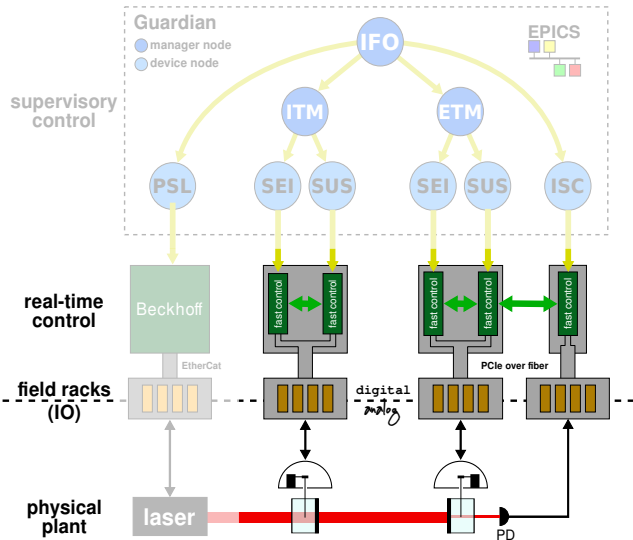 Guardian
manager node
device node
EPICS
supervisory
control
IFO
ITM
ETM
PSL
SEI
SUS
SEI
SUS
ISC
real-time
control
Beckhoff
fast control
fast control
fast control
fast control
fast control
EtherCat
PCIe over fiber
field racks
(IO)
digital
analog
physical
plant
laser
PD